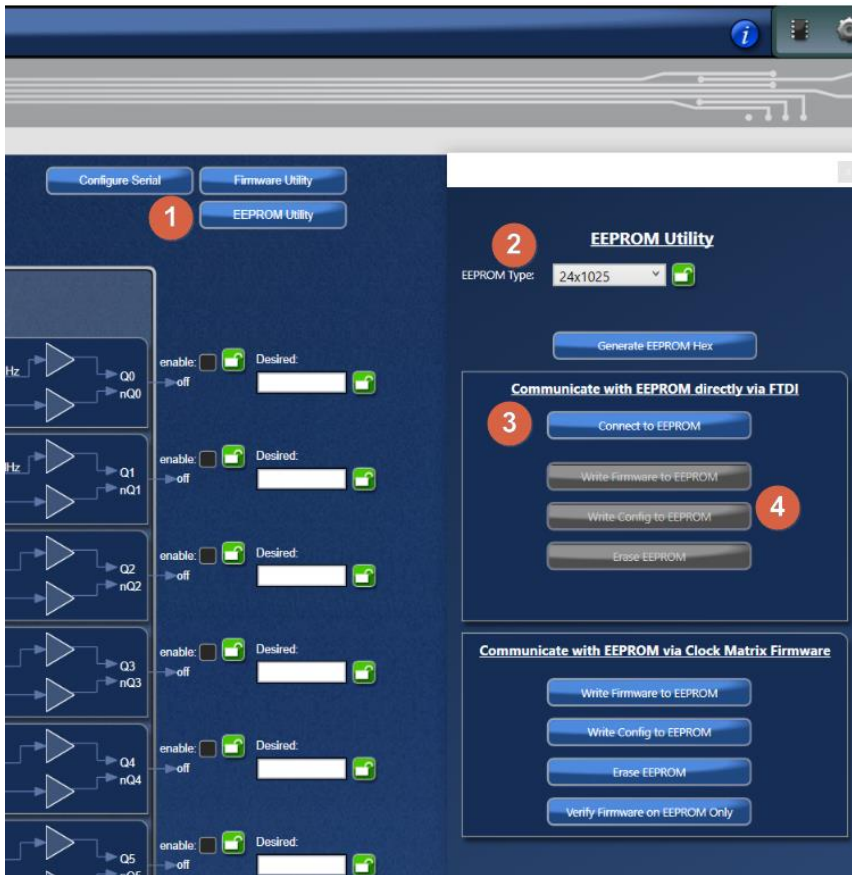 i
Configure Serial
Firmware Utility
1
EEPROM Utility
2
EEPROM Utility
EEPROM Type:
24x1025
Generate EEPROM Hex
Communicate with EEPROM directly via FTDI
3
Connect to EEPROM
Write Firmware to EEPROM
Write Config to EEPROM
4
Erase EEPROM
Communicate with EEPROM via Clock Matrix Firmware
Write Firmware to EEPROM
Write Config to EEPROM
Erase EEPROM
Verify Firmware on EEPROM Only
Hz
Q0
nQ0
enable:
off
Desired:
Hz
Q1
nQ1
enable:
off
Desired:
Q2
nQ2
enable:
off
Desired:
Q3
nQ3
enable:
off
Desired:
Q4
nQ4
enable:
off
Desired:
Q5
enable:
off
Desired: